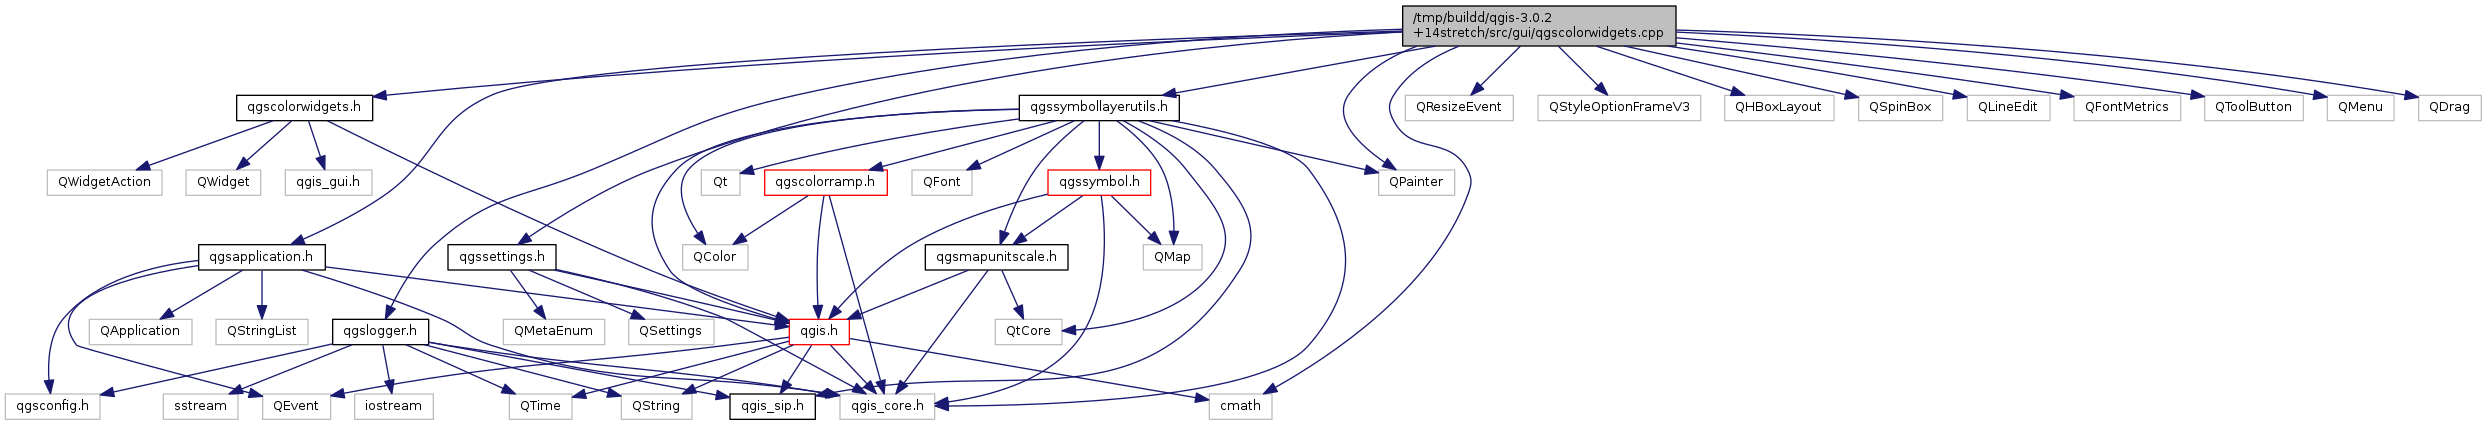 /tmp/buildd/qgis-3.0.2
+14stretch/src/gui/qgscolorwidgets.cpp
qgscolorwidgets.h
qgssymbollayerutils.h
QResizeEvent
QStyleOptionFrameV3
QHBoxLayout
QSpinBox
QLineEdit
QFontMetrics
QToolButton
QMenu
QDrag
QWidgetAction
QWidget
qgis_gui.h
Qt
qgscolorramp.h
QFont
qgssymbol.h
QPainter
qgsapplication.h
qgssettings.h
QColor
qgsmapunitscale.h
QMap
QApplication
QStringList
qgslogger.h
QMetaEnum
QSettings
qgis.h
QtCore
qgsconfig.h
sstream
QEvent
iostream
QTime
QString
qgis_sip.h
qgis_core.h
cmath